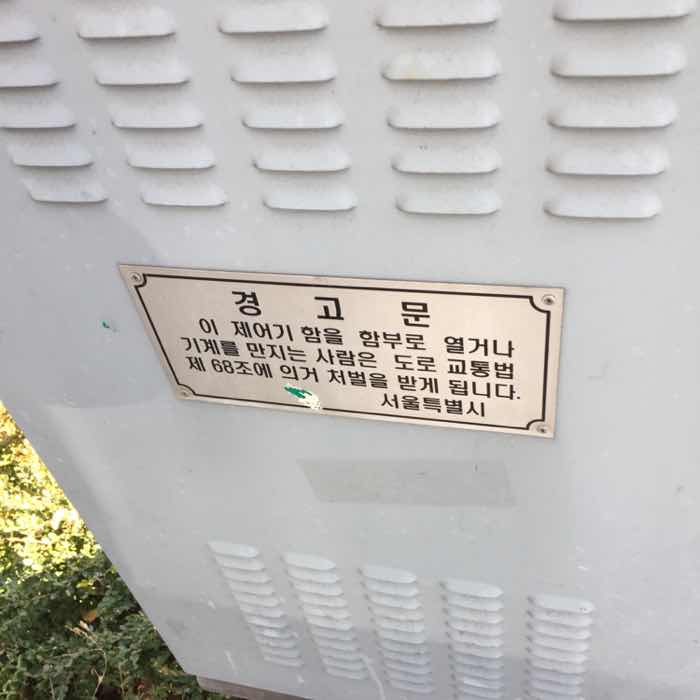 경 고 문
이 제어기 함을 함부로 열거나
기계를 만지는 사람은 도로 교통법
제 68조에 의거 처벌을 받게 됩니다.
서울특별시